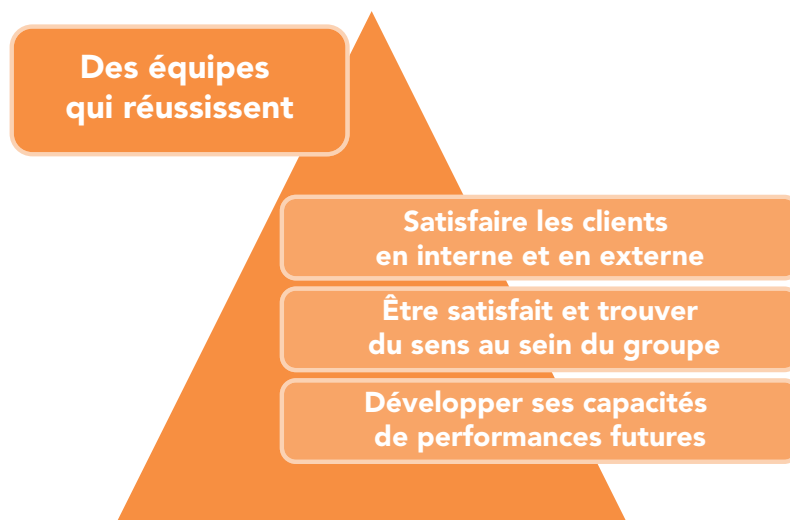 Des équipes
qui réussissent
Satisfaire les clients
en interne et en externe
Être satisfait et trouver
du sens au sein du groupe
Développer ses capacités
de performances futures